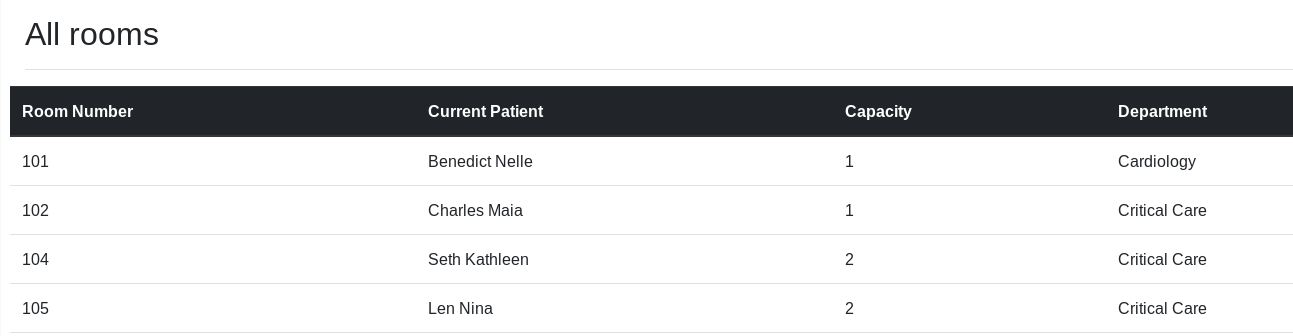 All rooms
Room Number Current Patient Capacity Department
101 Benedict Nelle 1 Cardiology
102 Charles Maia 1 Critical Care
104 Seth Kathleen 2 Critical Care
105 Len Nina 2 Critical Care